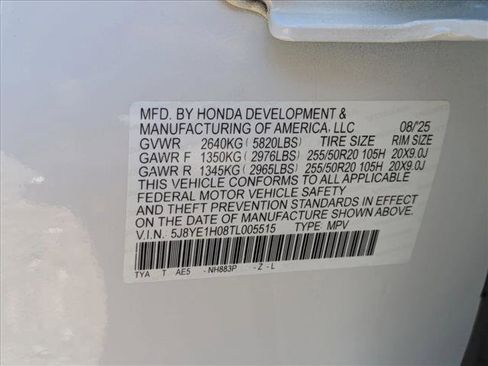 MFD. BY HONDA DEVELOPMENT &
MANUFACTURING OF AMERICA, LLC 08/'25
GVWR 2640KG (5820LBS) TIRE SIZE RIM SIZE
GAWR F 1350KG (2976LBS) 255/50R20 105H 20X9.0J
GAWR R 1345KG (2965LBS) 255/50R20 105H 20X9.0J
THIS VEHICLE CONFORMS TO ALL APPLICABLE
FEDERAL MOTOR VEHICLE SAFETY
AND THEFT PREVENTION STANDARDS IN EFFECT
ON THE DATE OF MANUFACTURE SHOWN ABOVE.
V.I.N. 5J8YE1H08TL005515 TYPE MPV
TYA T AE5 -NH883P -Z-L